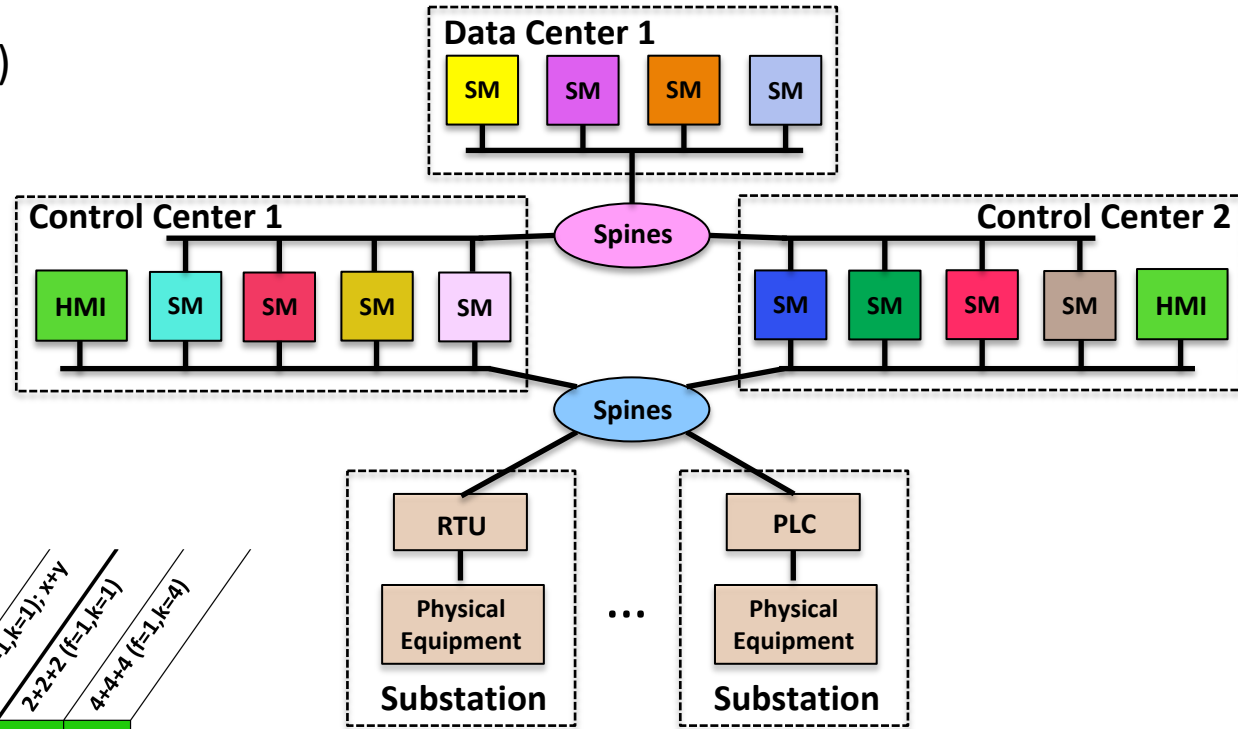 )
Data Center 1
SM SM SM SM
Control Center 1
Spines
Control Center 2
HMI SM SM SM SM
SM SM SM SM HMI
Spines
RTU
PLC
Physical
Equipment
...
Physical
Equipment
Substation
Substation
=1,k=1); x+y
2+2+2 (f=1,k=1)
4+4+4 (f=1,k=4)